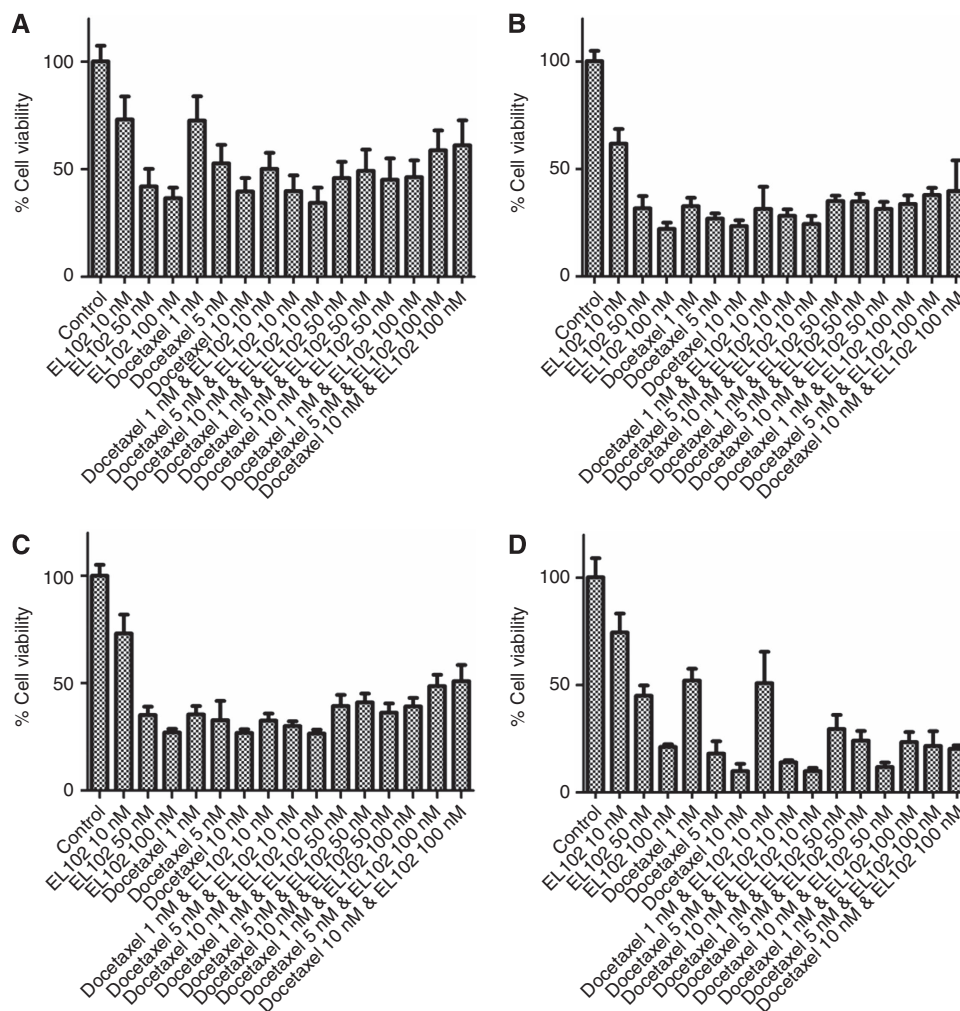 A
% Cell viability
100
50
0
Control
EL102 10 nM
EL102 50 nM
EL102 100 nM
Docetaxel 1 nM
Docetaxel 5 nM
Docetaxel 10 nM
Docetaxel 1 nM & EL102 10 nM
Docetaxel 5 nM & EL102 10 nM
Docetaxel 10 nM & EL102 10 nM
Docetaxel 1 nM & EL102 50 nM
Docetaxel 5 nM & EL102 50 nM
Docetaxel 10 nM & EL102 50 nM
Docetaxel 1 nM & EL102 100 nM
Docetaxel 5 nM & EL102 100 nM
Docetaxel 10 nM & EL102 100 nM
B
% Cell viability
100
50
0
Control
EL102 10 nM
EL102 50 nM
EL102 100 nM
Docetaxel 1 nM
Docetaxel 5 nM
Docetaxel 10 nM
Docetaxel 1 nM & EL102 10 nM
Docetaxel 5 nM & EL102 10 nM
Docetaxel 10 nM & EL102 10 nM
Docetaxel 1 nM & EL102 50 nM
Docetaxel 5 nM & EL102 50 nM
Docetaxel 10 nM & EL102 50 nM
Docetaxel 1 nM & EL102 100 nM
Docetaxel 5 nM & EL102 100 nM
Docetaxel 10 nM & EL102 100 nM
C
% Cell viability
100
50
0
Control
EL102 10 nM
EL102 50 nM
EL102 100 nM
Docetaxel 1 nM
Docetaxel 5 nM
Docetaxel 10 nM
Docetaxel 1 nM & EL102 10 nM
Docetaxel 5 nM & EL102 10 nM
Docetaxel 10 nM & EL102 10 nM
Docetaxel 1 nM & EL102 50 nM
Docetaxel 5 nM & EL102 50 nM
Docetaxel 10 nM & EL102 50 nM
Docetaxel 1 nM & EL102 100 nM
Docetaxel 5 nM & EL102 100 nM
Docetaxel 10 nM & EL102 100 nM
D
% Cell viability
100
50
0
Control
EL102 10 nM
EL102 50 nM
EL102 100 nM
Docetaxel 1 nM
Docetaxel 5 nM
Docetaxel 10 nM
Docetaxel 1 nM & EL102 10 nM
Docetaxel 5 nM & EL102 10 nM
Docetaxel 10 nM & EL102 10 nM
Docetaxel 1 nM & EL102 50 nM
Docetaxel 5 nM & EL102 50 nM
Docetaxel 10 nM & EL102 50 nM
Docetaxel 1 nM & EL102 100 nM
Docetaxel 5 nM & EL102 100 nM
Docetaxel 10 nM & EL102 100 nM